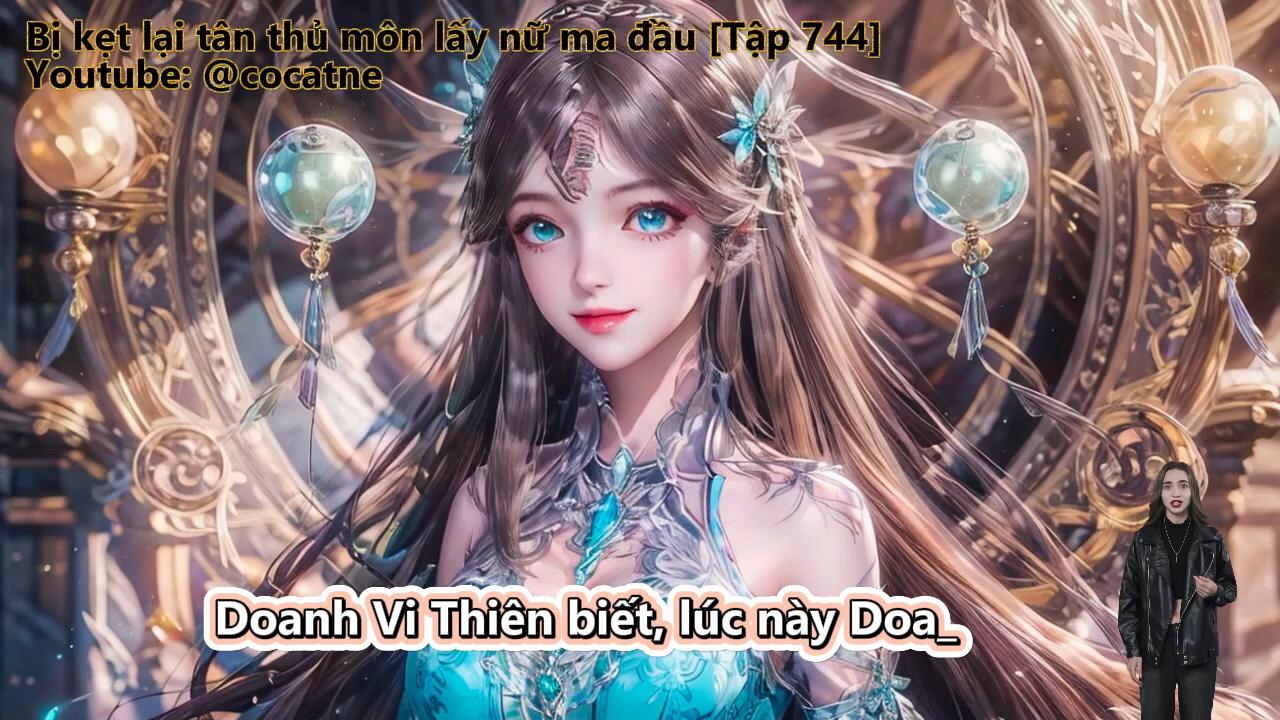 Bị kẹt lại tân thủ môn lấy nữ ma đầu [Tập 744]
Youtube: @cocatne
Doanh Vi Thiên biết, lúc này Doa_